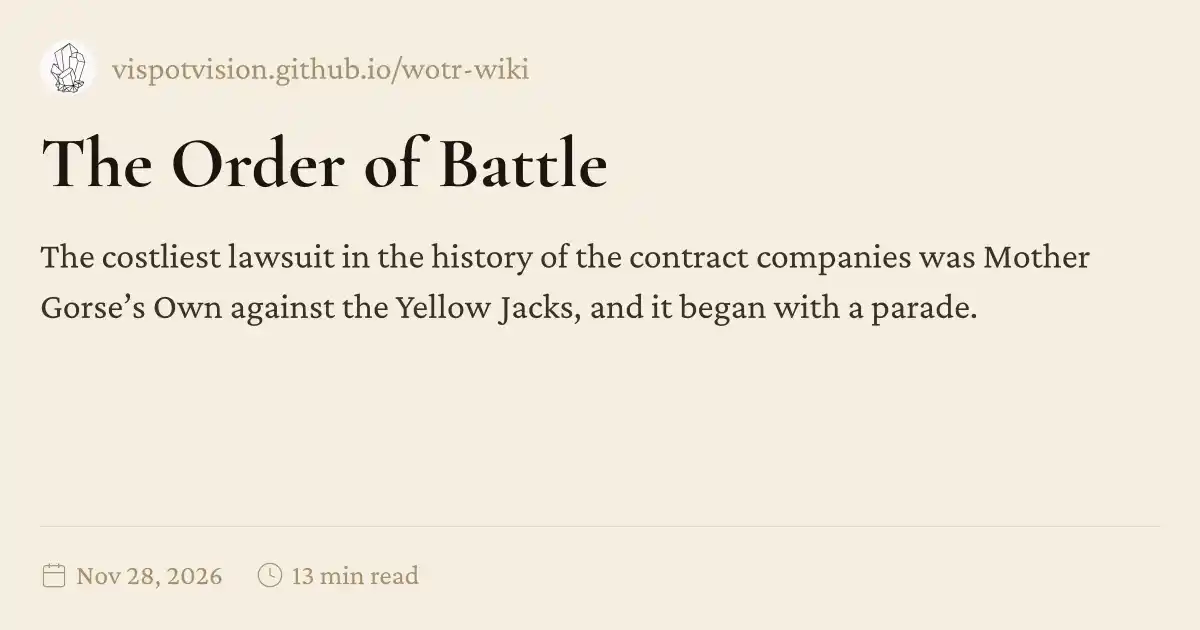 vispotvision.github.io/wotr-wiki
The Order of Battle
The costliest lawsuit in the history of the contract companies was Mother
Gorse’s Own against the Yellow Jacks, and it began with a parade.
Nov 28, 2026
13 min read